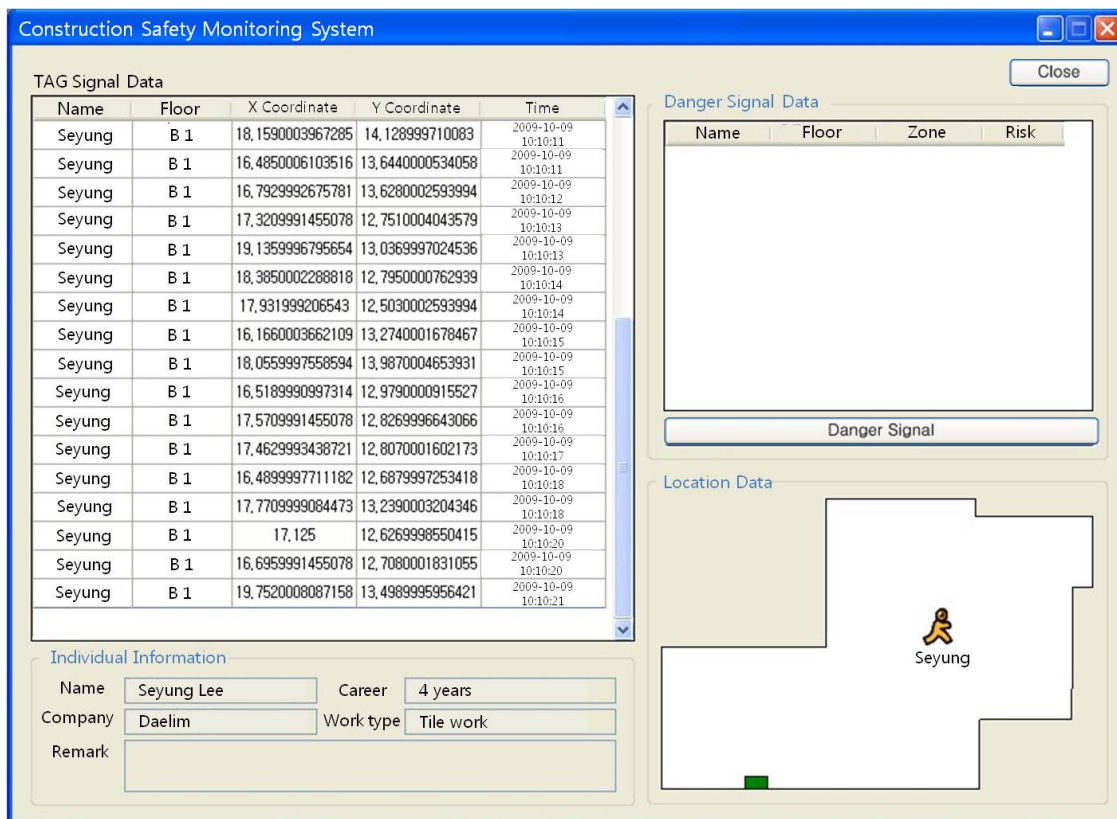 Construction Safety Monitoring System
Close
TAG Signal Data
Name Floor X Coordinate Y Coordinate Time
Seyung B 1 18,1590003967285 14,128999710083 2009-10-09 10:10:11
Seyung B 1 16,4850006103516 13,6440000534058 2009-10-09 10:10:11
Seyung B 1 16,7929992675781 13,6280002593994 2009-10-09 10:10:12
Seyung B 1 17,3209991455078 12,7510004043579 2009-10-09 10:10:13
Seyung B 1 19,1359996795654 13,0369997024536 2009-10-09 10:10:13
Seyung B 1 18,3850002288818 12,7950000762939 2009-10-09 10:10:14
Seyung B 1 17,931999206543 12,5030002593994 2009-10-09 10:10:14
Seyung B 1 16,1660003662109 13,2740001678467 2009-10-09 10:10:15
Seyung B 1 18,0559997558594 13,9870004653931 2009-10-09 10:10:15
Seyung B 1 16,5189990997314 12,9790000915527 2009-10-09 10:10:16
Seyung B 1 17,5709991455078 12,8269996643066 2009-10-09 10:10:16
Seyung B 1 17,4629993438721 12,8070001602173 2009-10-09 10:10:17
Seyung B 1 16,4899997711182 12,6879997253418 2009-10-09 10:10:18
Seyung B 1 17,7709999084473 13,2390003204346 2009-10-09 10:10:18
Seyung B 1 17,125 12,6269998550415 2009-10-09 10:10:20
Seyung B 1 16,6959991455078 12,7080001831055 2009-10-09 10:10:20
Seyung B 1 19,7520008087158 13,4989995956421 2009-10-09 10:10:21
Individual Information
Name Seyung Lee Career 4 years
Company Daelim Work type Tile work
Remark
Danger Signal Data
Name Floor Zone Risk
Danger Signal
Location Data
Seyung